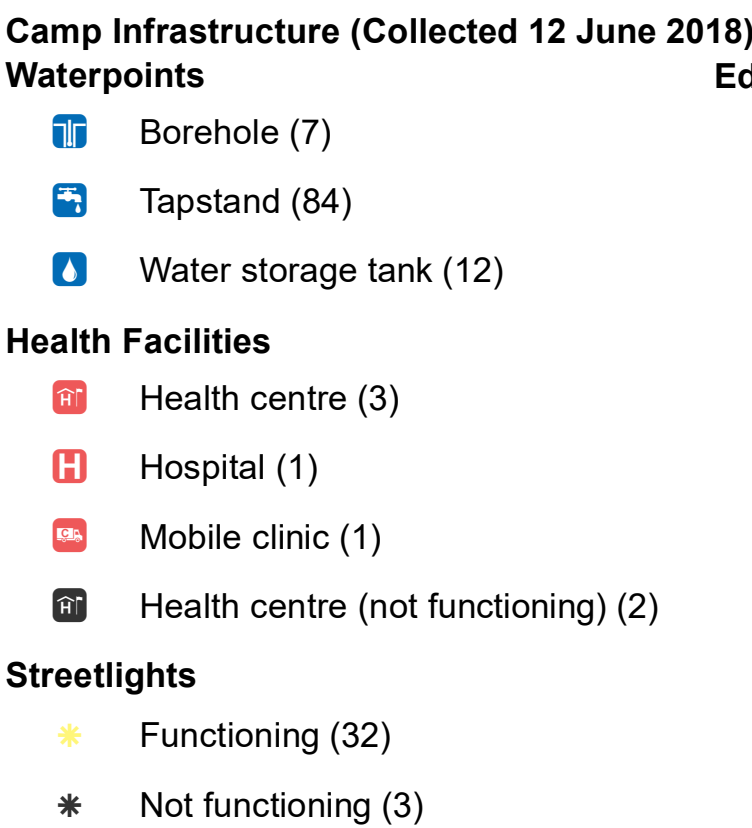 Camp Infrastructure (Collected 12 June 2018)
Waterpoints
Ed
Borehole (7)
Tapstand (84)
Water storage tank (12)
Health Facilities
H Health centre (3)
H Hospital (1)
C Mobile clinic (1)
H Health centre (not functioning) (2)
Streetlights
Functioning (32)
Not functioning (3)